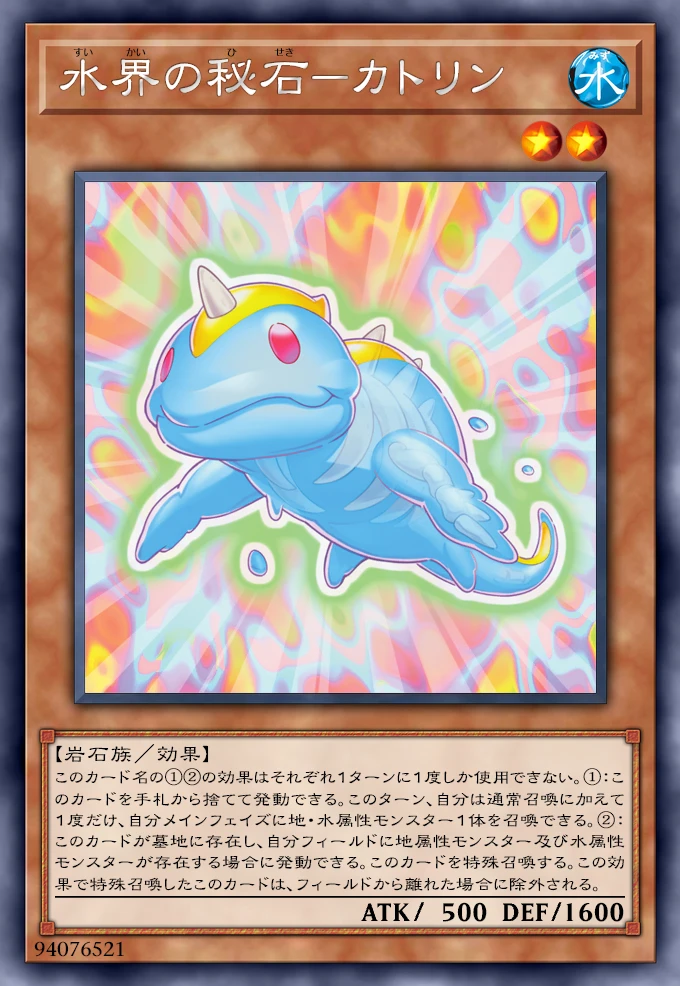 すい かい ひ せき
水界の秘石－カトリン
みず
水
【岩石族／効果】
このカード名の①②の効果はそれぞれ1ターンに1度しか使用できない。①：こ
のカードを手札から捨てて発動できる。このターン、自分は通常召喚に加えて
1度だけ、自分メインフェイズに地・水属性モンスター1体を召喚できる。②：
このカードが墓地に存在し、自分フィールドに地属性モンスター及び水属性
モンスターが存在する場合に発動できる。このカードを特殊召喚する。この効
果で特殊召喚したこのカードは、フィールドから離れた場合に除外される。
ATK/ 500 DEF/1600
94076521